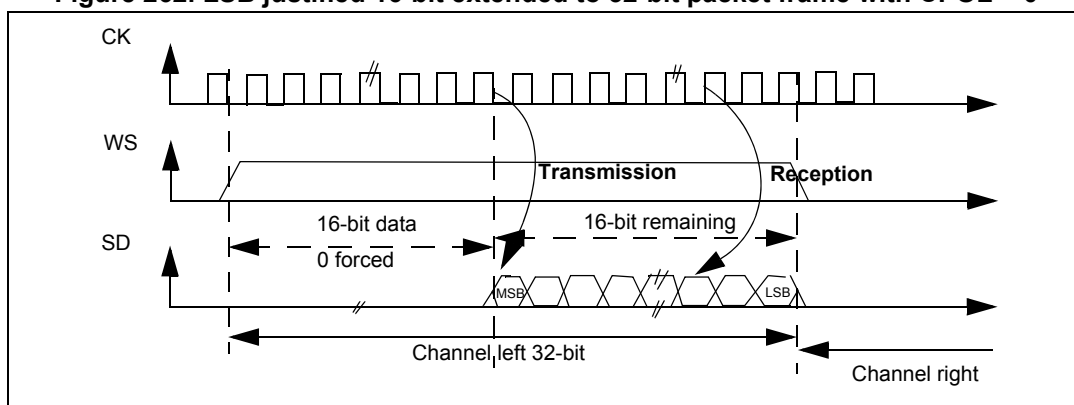 CK
WS
Transmission
Reception
16-bit data
16-bit remaining
SD
0 forced
MSB
LSB
Channel left 32-bit
Channel right